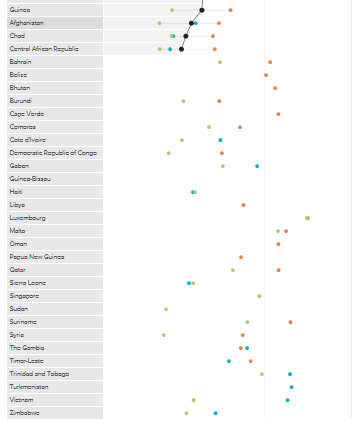 Guinea
Afghanistan
Chad
Central African Republic
Bahrain
Belize
Bhutan
Burundi
Cape Verde
Comoros
Cote d'Ivoire
Democratic Republic of Congo
Gabon
Guinea-Bissau
Haiti
Libya
Luxembourg
Malta
Oman
Papua New Guinea
Qatar
Sierra Leone
Singapore
Sudan
Suriname
Syria
The Gambia
Timor-Leste
Trinidad and Tobago
Turkmenistan
Vietnam
Zimbabwe